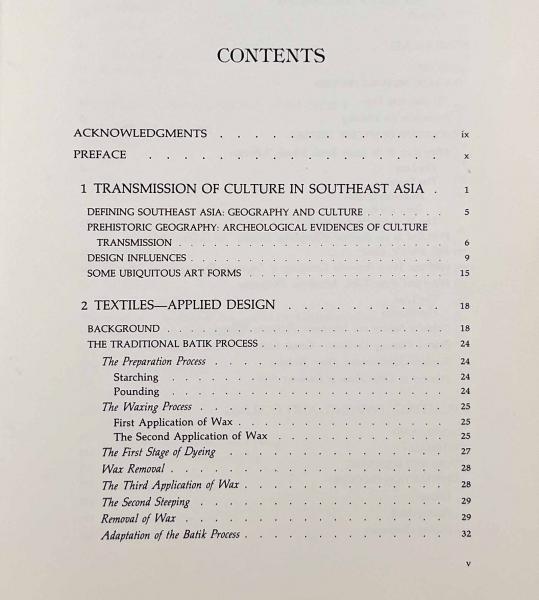 CONTENTS
ACKNOWLEDGMENTS . . . . . . . . . . . . . . ix
PREFACE . . . . . . . . . . . . . . . . . . x
1 TRANSMISSION OF CULTURE IN SOUTHEAST ASIA . 1
DEFINING SOUTHEAST ASIA: GEOGRAPHY AND CULTURE . . . . . . . 5
PREHISTORIC GEOGRAPHY: ARCHEOLOGICAL EVIDENCES OF CULTURE
TRANSMISSION . . . . . . . . . . . . . . . . . 6
DESIGN INFLUENCES . . . . . . . . . . . . . . . . 9
SOME UBIQUITOUS ART FORMS . . . . . . . . . . . . . 15
2 TEXTILES—APPLIED DESIGN . . . . . . . . . . 18
BACKGROUND . . . . . . . . . . . . . . . . . . 18
THE TRADITIONAL BATIK PROCESS . . . . . . . . . . . . 24
The Preparation Process . . . . . . . . . . . . . . 24
Starching . . . . . . . . . . . . . . . . . 24
Pounding . . . . . . . . . . . . . . . . . 24
The Waxing Process . . . . . . . . . . . . . . . 25
First Application of Wax . . . . . . . . . . . . . 25
The Second Application of Wax . . . . . . . . . . . 25
The First Stage of Dyeing . . . . . . . . . . . . . 27
Wax Removal . . . . . . . . . . . . . . . . . 28
The Third Application of Wax . . . . . . . . . . . . 28
The Second Steeping . . . . . . . . . . . . . . . 29
Removal of Wax . . . . . . . . . . . . . . . . 29
Adaptation of the Batik Process . . . . . . . . . . . . 32
v